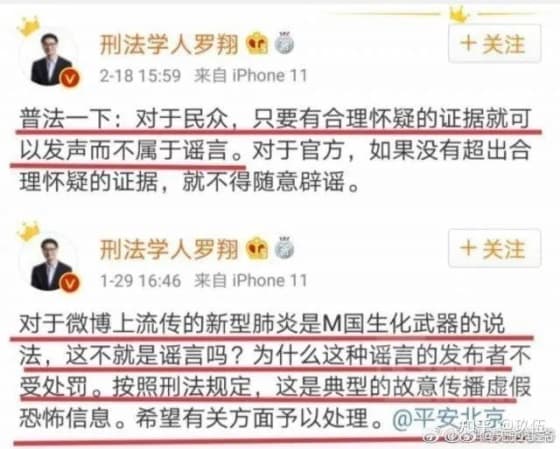 刑法学人罗翔
+关注
2-18 15:59 来自 iPhone 11
普法一下：对于民众，只要有合理怀疑的证据就可
以发声而不属于谣言。对于官方，如果没有超出合
理怀疑的证据，就不得随意辟谣。
刑法学人罗翔
+关注
1-29 16:46 来自 iPhone 11
对于微博上流传的新型肺炎是M国生化武器的说
法，这不就是谣言吗？为什么这种谣言的发布者不
受处罚。按照刑法规定，这是典型的故意传播虚假
恐怖信息。希望有关方面予以处理。@平安北京
知乎 @玖伍